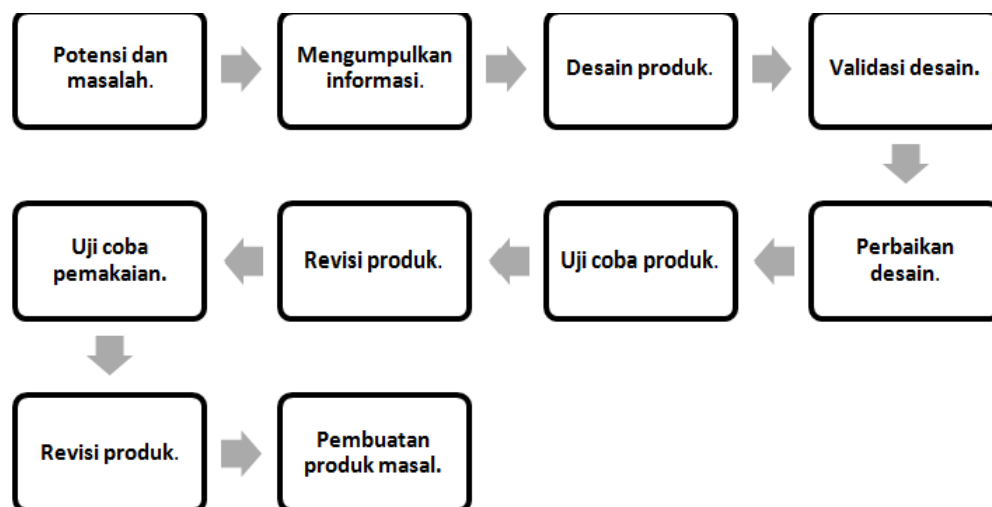 Potensi dan
masalah.
Mengumpulkan
informasi.
Desain produk.
Validasi desain.
Perbaikan
desain.
Uji coba produk.
Revisi produk.
Uji coba
pemakaian.
Revisi produk.
Pembuatan
produk masal.